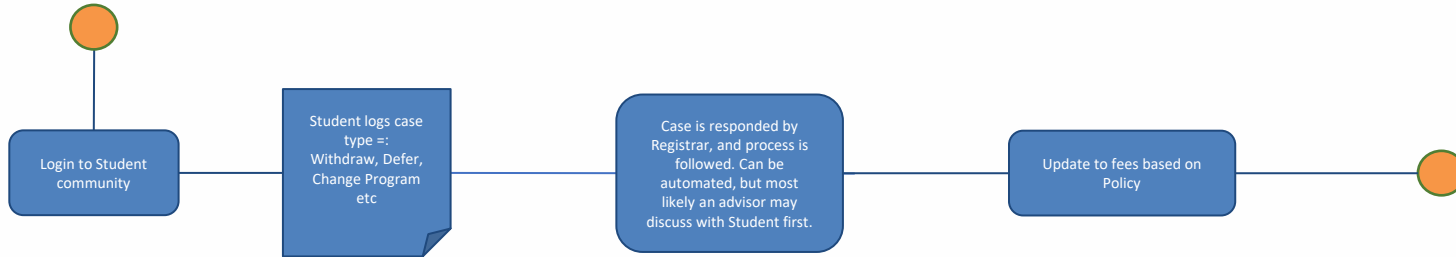 Login to Student
community
Student logs case
type =:
Withdraw, Defer,
Change Program
etc
Case is responded by
Registrar, and process is
followed. Can be
automated, but most
likely an advisor may
discuss with Student first.
Update to fees based on
Policy